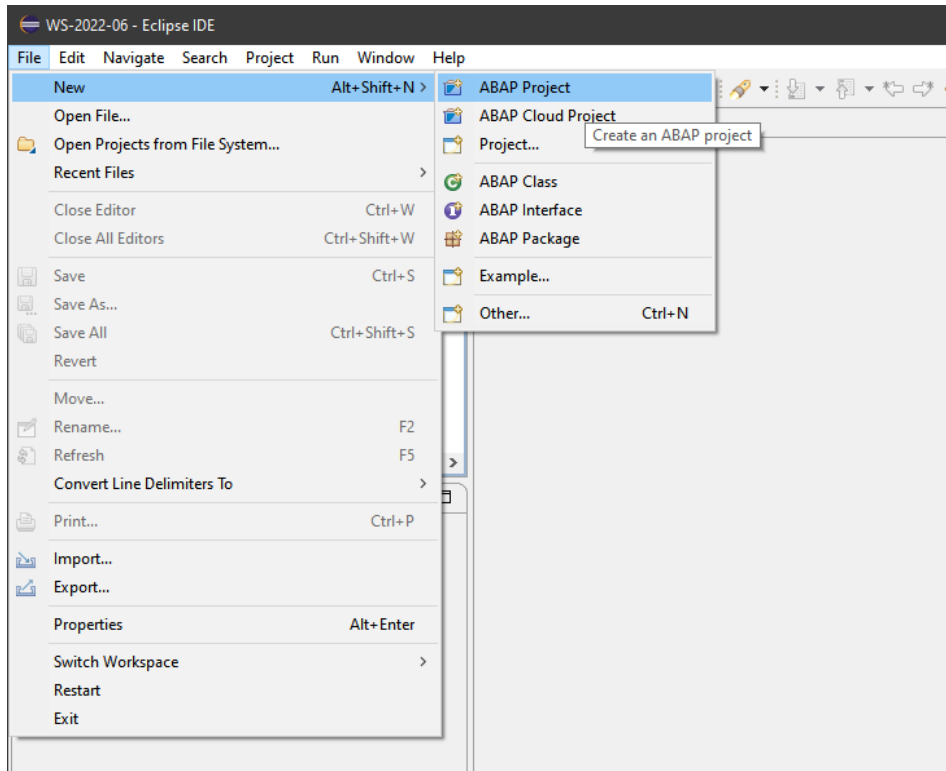 WS-2022-06 - Eclipse IDE
File Edit Navigate Search Project Run Window Help
New Alt+Shift+N >
Open File...
Open Projects from File System...
Recent Files >
Close Editor Ctrl+W
Close All Editors Ctrl+Shift+W
Save Ctrl+S
Save As...
Save All Ctrl+Shift+S
Revert
Move...
Rename... F2
Refresh F5
Convert Line Delimiters To >
Print... Ctrl+P
Import...
Export...
Properties Alt+Enter
Switch Workspace >
Restart
Exit
ABAP Project
ABAP Cloud Project
Create an ABAP project
Project...
ABAP Class
ABAP Interface
ABAP Package
Example...
Other... Ctrl+N